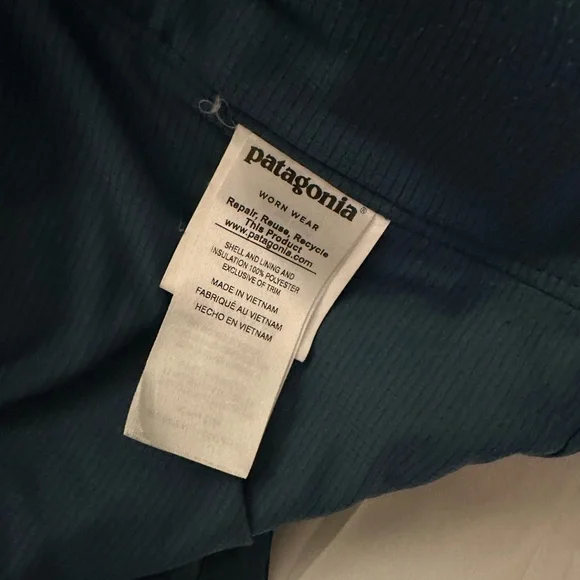 patagonia®
WORN WEAR
Repair, Reuse, Recycle
This Product
www.patagonia.com
SHELL AND LINING AND
INSULATION 100% POLYESTER
EXCLUSIVE OF TRIM.
MADE IN VIETNAM
FABRIQUÉ AU VIETNAM
HECHO EN VIETNAM